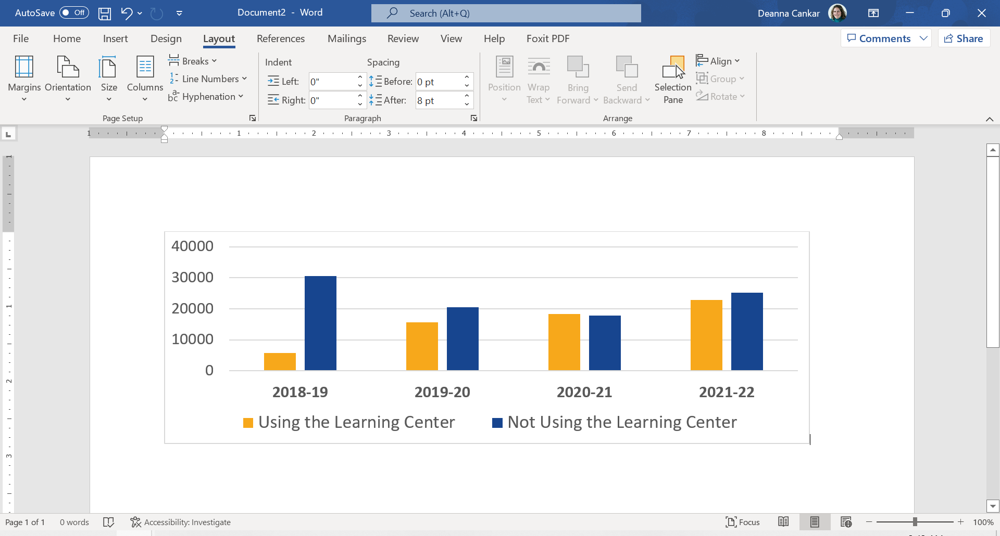 AutoSave Off Document2 - Word Search (Alt+Q) Deanna Cankar
File Home Insert Design Layout References Mailings Review View Help Foxit PDF Comments Share
Margins Orientation Size Columns
Breaks
Line Numbers
Hyphenation
Page Setup
Indent Spacing
Left: 0" Before: 0 pt
Right: 0" After: 8 pt
Paragraph
Position
Wrap Text
Bring Forward
Send Backward
Selection Pane
Align
Group
Rotate
Arrange
L
1 1 2 3 4 5 6 7 8
1
1
2
3
40000
30000
20000
10000
0
2018-19 2019-20 2020-21 2021-22
Using the Learning Center Not Using the Learning Center
Page 1 of 1 0 words Accessibility: Investigate Focus 100%